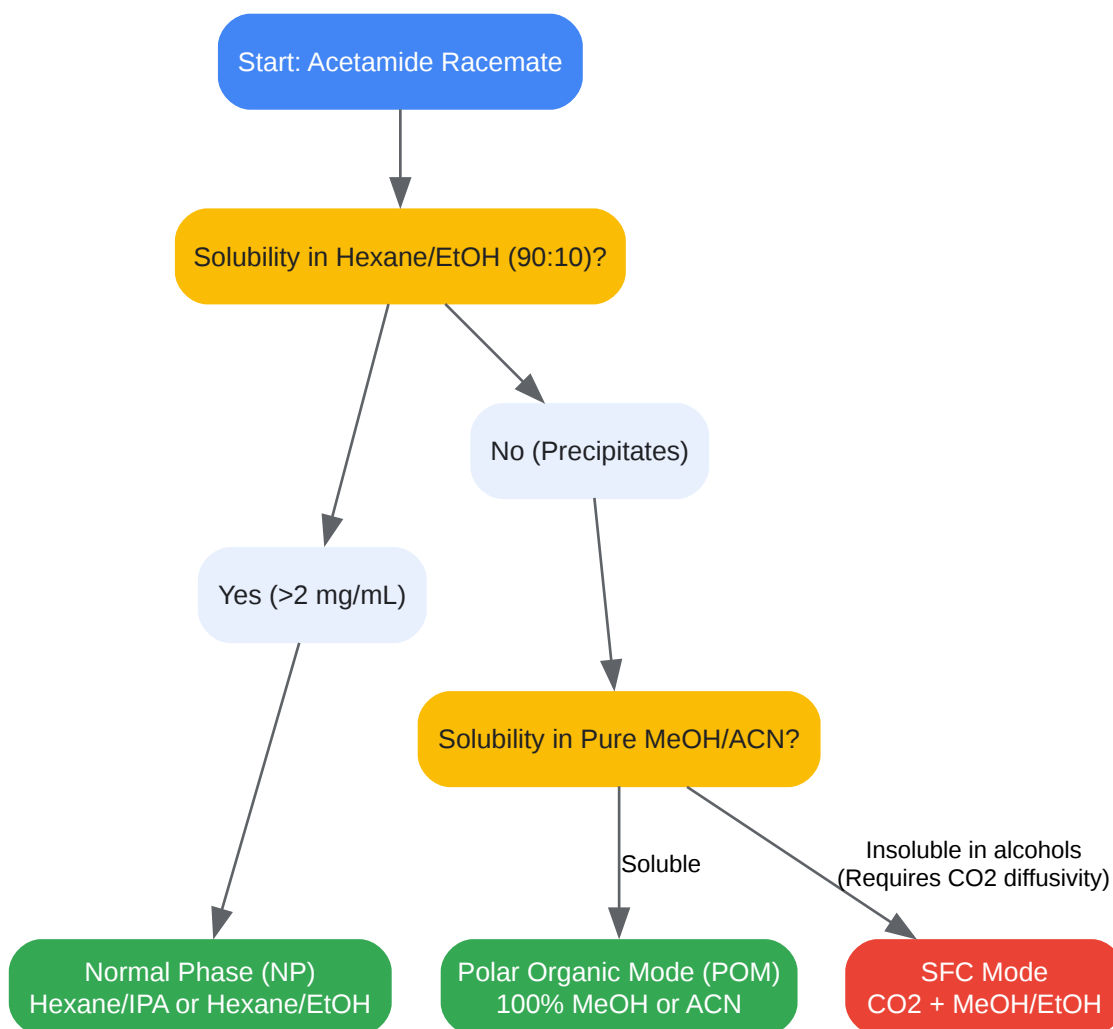 Start: Acetamide Racemate
Solubility in Hexane/EtOH (90:10)?
No (Precipitates)
Yes (>2 mg/mL)
Solubility in Pure MeOH/ACN?
Soluble
Insoluble in alcohols
(Requires CO2 diffusivity)
Normal Phase (NP)
Hexane/IPA or Hexane/EtOH
Polar Organic Mode (POM)
100% MeOH or ACN
SFC Mode
CO2 + MeOH/EtOH